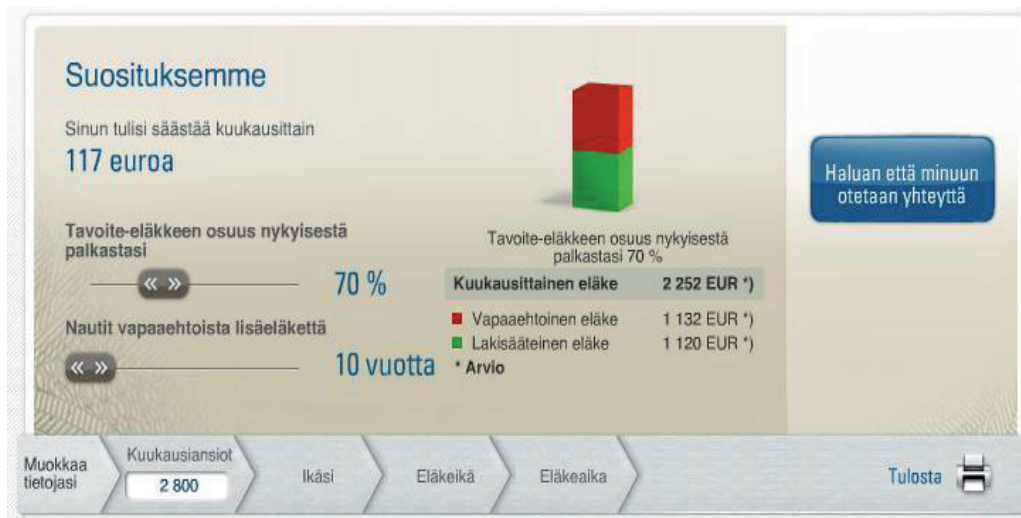 Suosituksemme
Sinun tulisi säästää kuukausittain
117 euroa
Tavoite-eläkkeen osuus nykyisestä
palkastasi
70 %
Nautit vapaaehtoista lisäeläkettä
10 vuotta
Tavoite-eläkkeen osuus nykyisestä
palkastasi 70 %
Kuukausittainen eläke 2 252 EUR *)
Vapaaehtoinen eläke 1 132 EUR *)
Lakisääteinen eläke 1 120 EUR *)
* Arvio
Haluan että minuun
otetaan yhteyttä
Muokkaa
tietojasi
Kuukausiansiot
2 800
Ikäsi
Eläkeikä
Eläkeaika
Tulosta